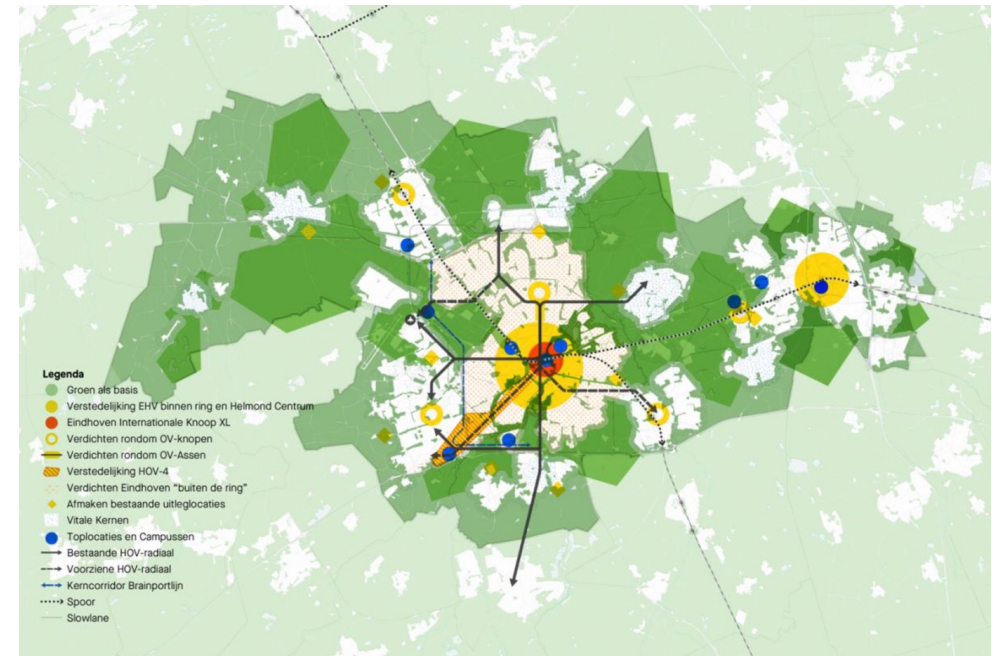 Legenda
Groen als basis
Verstedelijking EHV binnen ring en Helmond Centrum
Eindhoven Internationale Knoop XL
Verdichten rondom OV-knopen
Verdichten rondom OV-Assen
Verstedelijking HOV-4
Verdichten Eindhoven "buiten de ring"
Afmaken bestaande uitleglocaties
Vitale Kernen
Toplocaties en Campussen
Bestaande HOV-radiaal
Voorziene HOV-radiaal
Kerncorridor Brainportlijn
Spoor
Slowlane